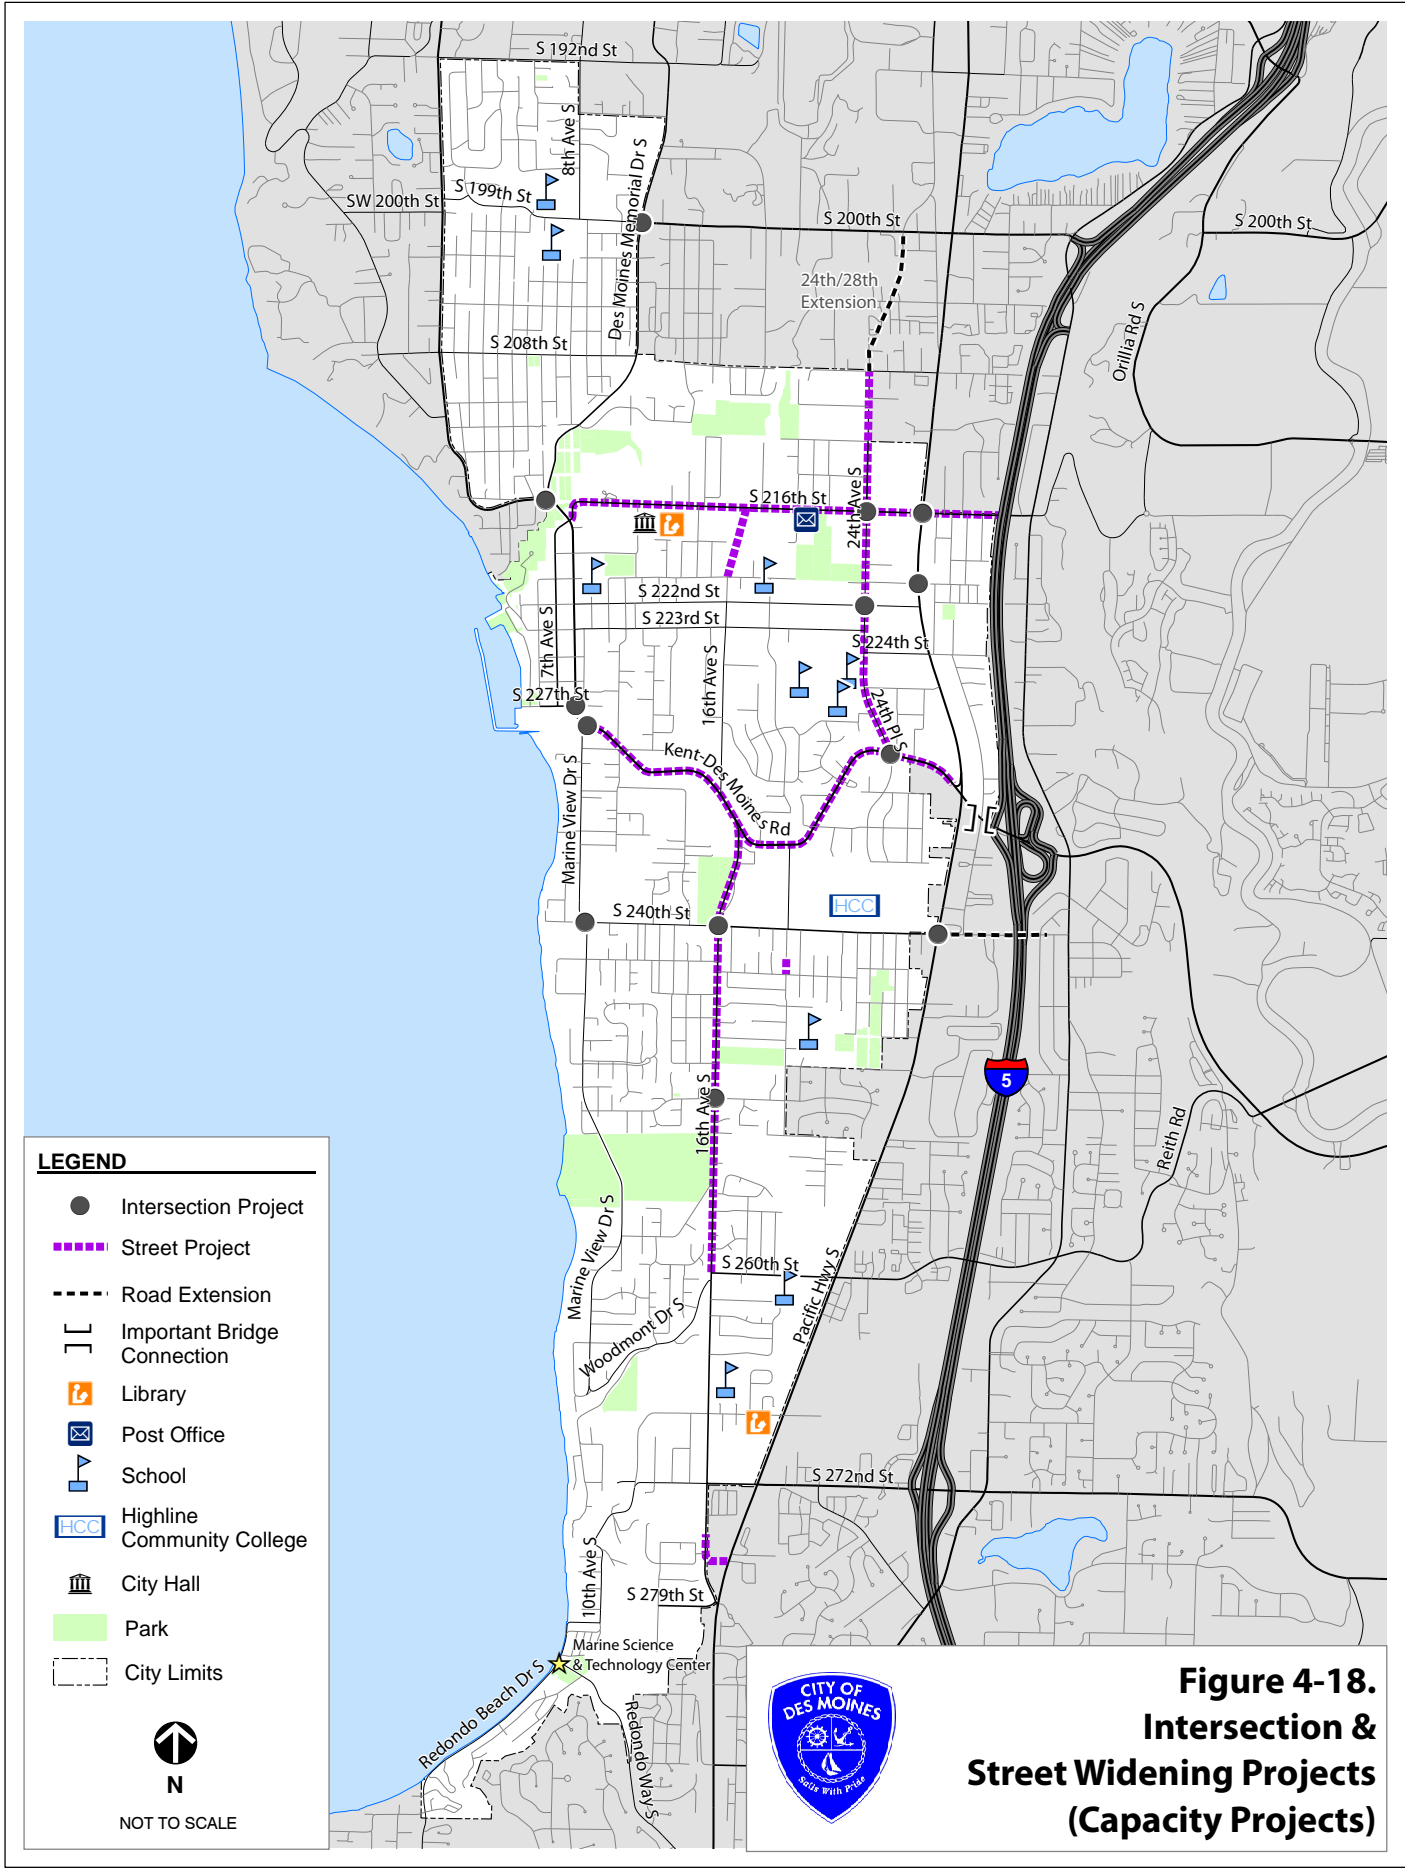 S 192nd St
8th Ave S
Des Moines Memorial Dr S
S 199th St
SW 200th St
S 200th St
S 200th St
24th/28th
Extension
Orillia Rd S
S 208th St
S 216th St
24th Ave S
S 222nd St
S 223rd St
S 224th St
7th Ave S
16th Ave S
S 227th St
24th Pl S
Kent-Des Moines Rd
Marine View Dr S
HCC
S 240th St
5
16th Ave S
Reith Rd
Marine View Dr S
S 260th St
Pacific Hwy S
Woodmont Dr S
S 272nd St
10th Ave S
S 279th St
Marine Science
& Technology Center
Redondo Beach Dr S
Redondo Way S
LEGEND
Intersection Project
Street Project
Road Extension
Important Bridge
Connection
Library
Post Office
School
HCC
Highline
Community College
City Hall
Park
City Limits
N
NOT TO SCALE
CITY OF
DES MOINES
Sails With Pride
Figure 4-18.
Intersection &
Street Widening Projects
(Capacity Projects)